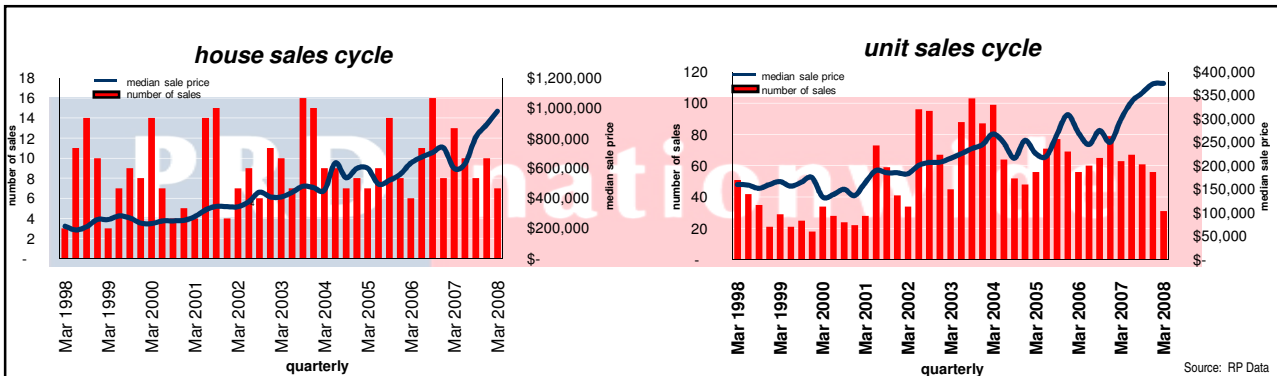 house sales cycle
median sale price
number of sales
18
16
14
12
10
8
6
4
2
-
number of sales
$1,200,000
$1,000,000
$800,000
$600,000
$400,000
$200,000
$-
median sale price
Mar 1998
Mar 1999
Mar 2000
Mar 2001
Mar 2002
Mar 2003
Mar 2004
Mar 2005
Mar 2006
Mar 2007
Mar 2008
quarterly
unit sales cycle
median sale price
number of sales
120
100
80
60
40
20
-
number of sales
$400,000
$350,000
$300,000
$250,000
$200,000
$150,000
$100,000
$50,000
$-
median sale price
Mar 1998
Mar 1999
Mar 2000
Mar 2001
Mar 2002
Mar 2003
Mar 2004
Mar 2005
Mar 2006
Mar 2007
Mar 2008
quarterly
Source: RP Data
PRDnationwide